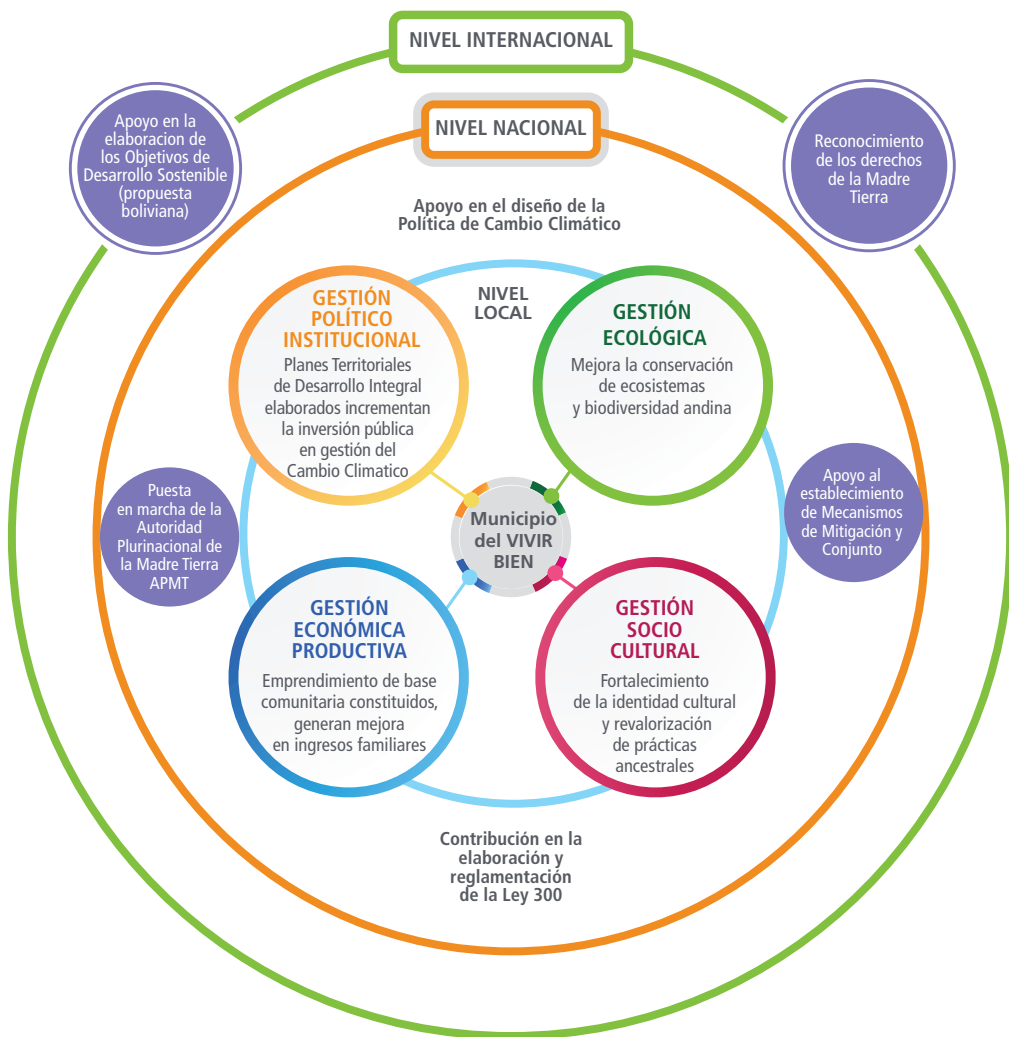 NIVEL INTERNACIONAL
NIVEL NACIONAL
Apoyo en la
elaboracion de
los Objetivos de
Desarrollo Sostenible
(propuesta
boliviana)
Reconocimiento
de los derechos
de la Madre
Tierra
Apoyo en el diseño de la
Política de Cambio Climático
NIVEL
LOCAL
GESTIÓN
POLÍTICO
INSTITUCIONAL
Planes Territoriales
de Desarrollo Integral
elaborados incrementan
la inversión pública
en gestión del
Cambio Climatico
GESTIÓN
ECOLÓGICA
Mejora la conservación
de ecosistemas
y biodiversidad andina
Puesta
en marcha de la
Autoridad
Plurinacional de
la Madre Tierra
APMT
Municipio
del VIVIR
BIEN
Apoyo al
establecimiento
de Mecanismos
de Mitigación y
Conjunto
GESTIÓN
ECONÓMICA
PRODUCTIVA
Emprendimiento de base
comunitaria constituidos,
generan mejora
en ingresos familiares
GESTIÓN
SOCIO
CULTURAL
Fortalecimiento
de la identidad cultural
y revalorización
de prácticas
ancestrales
Contribución en la
elaboración y
reglamentación
de la Ley 300